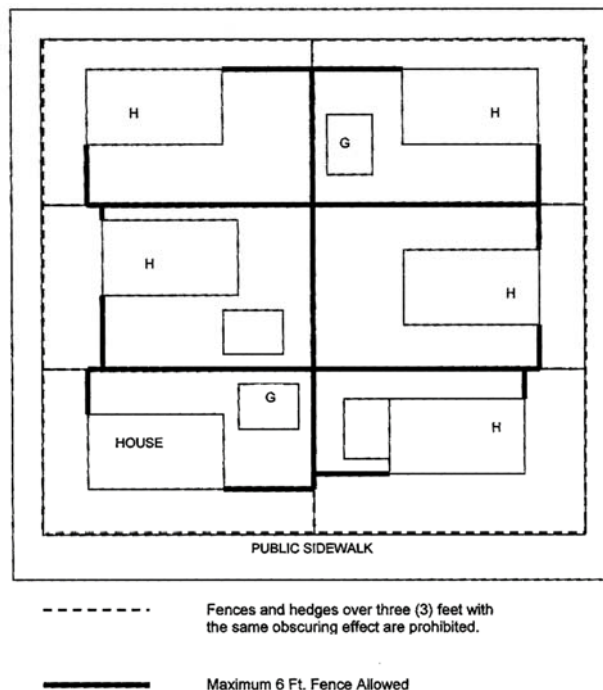 H
H
G
H
H
G
HOUSE
H
PUBLIC SIDEWALK
Fences and hedges over three (3) feet with
the same obscuring effect are prohibited.
Maximum 6 Ft. Fence Allowed